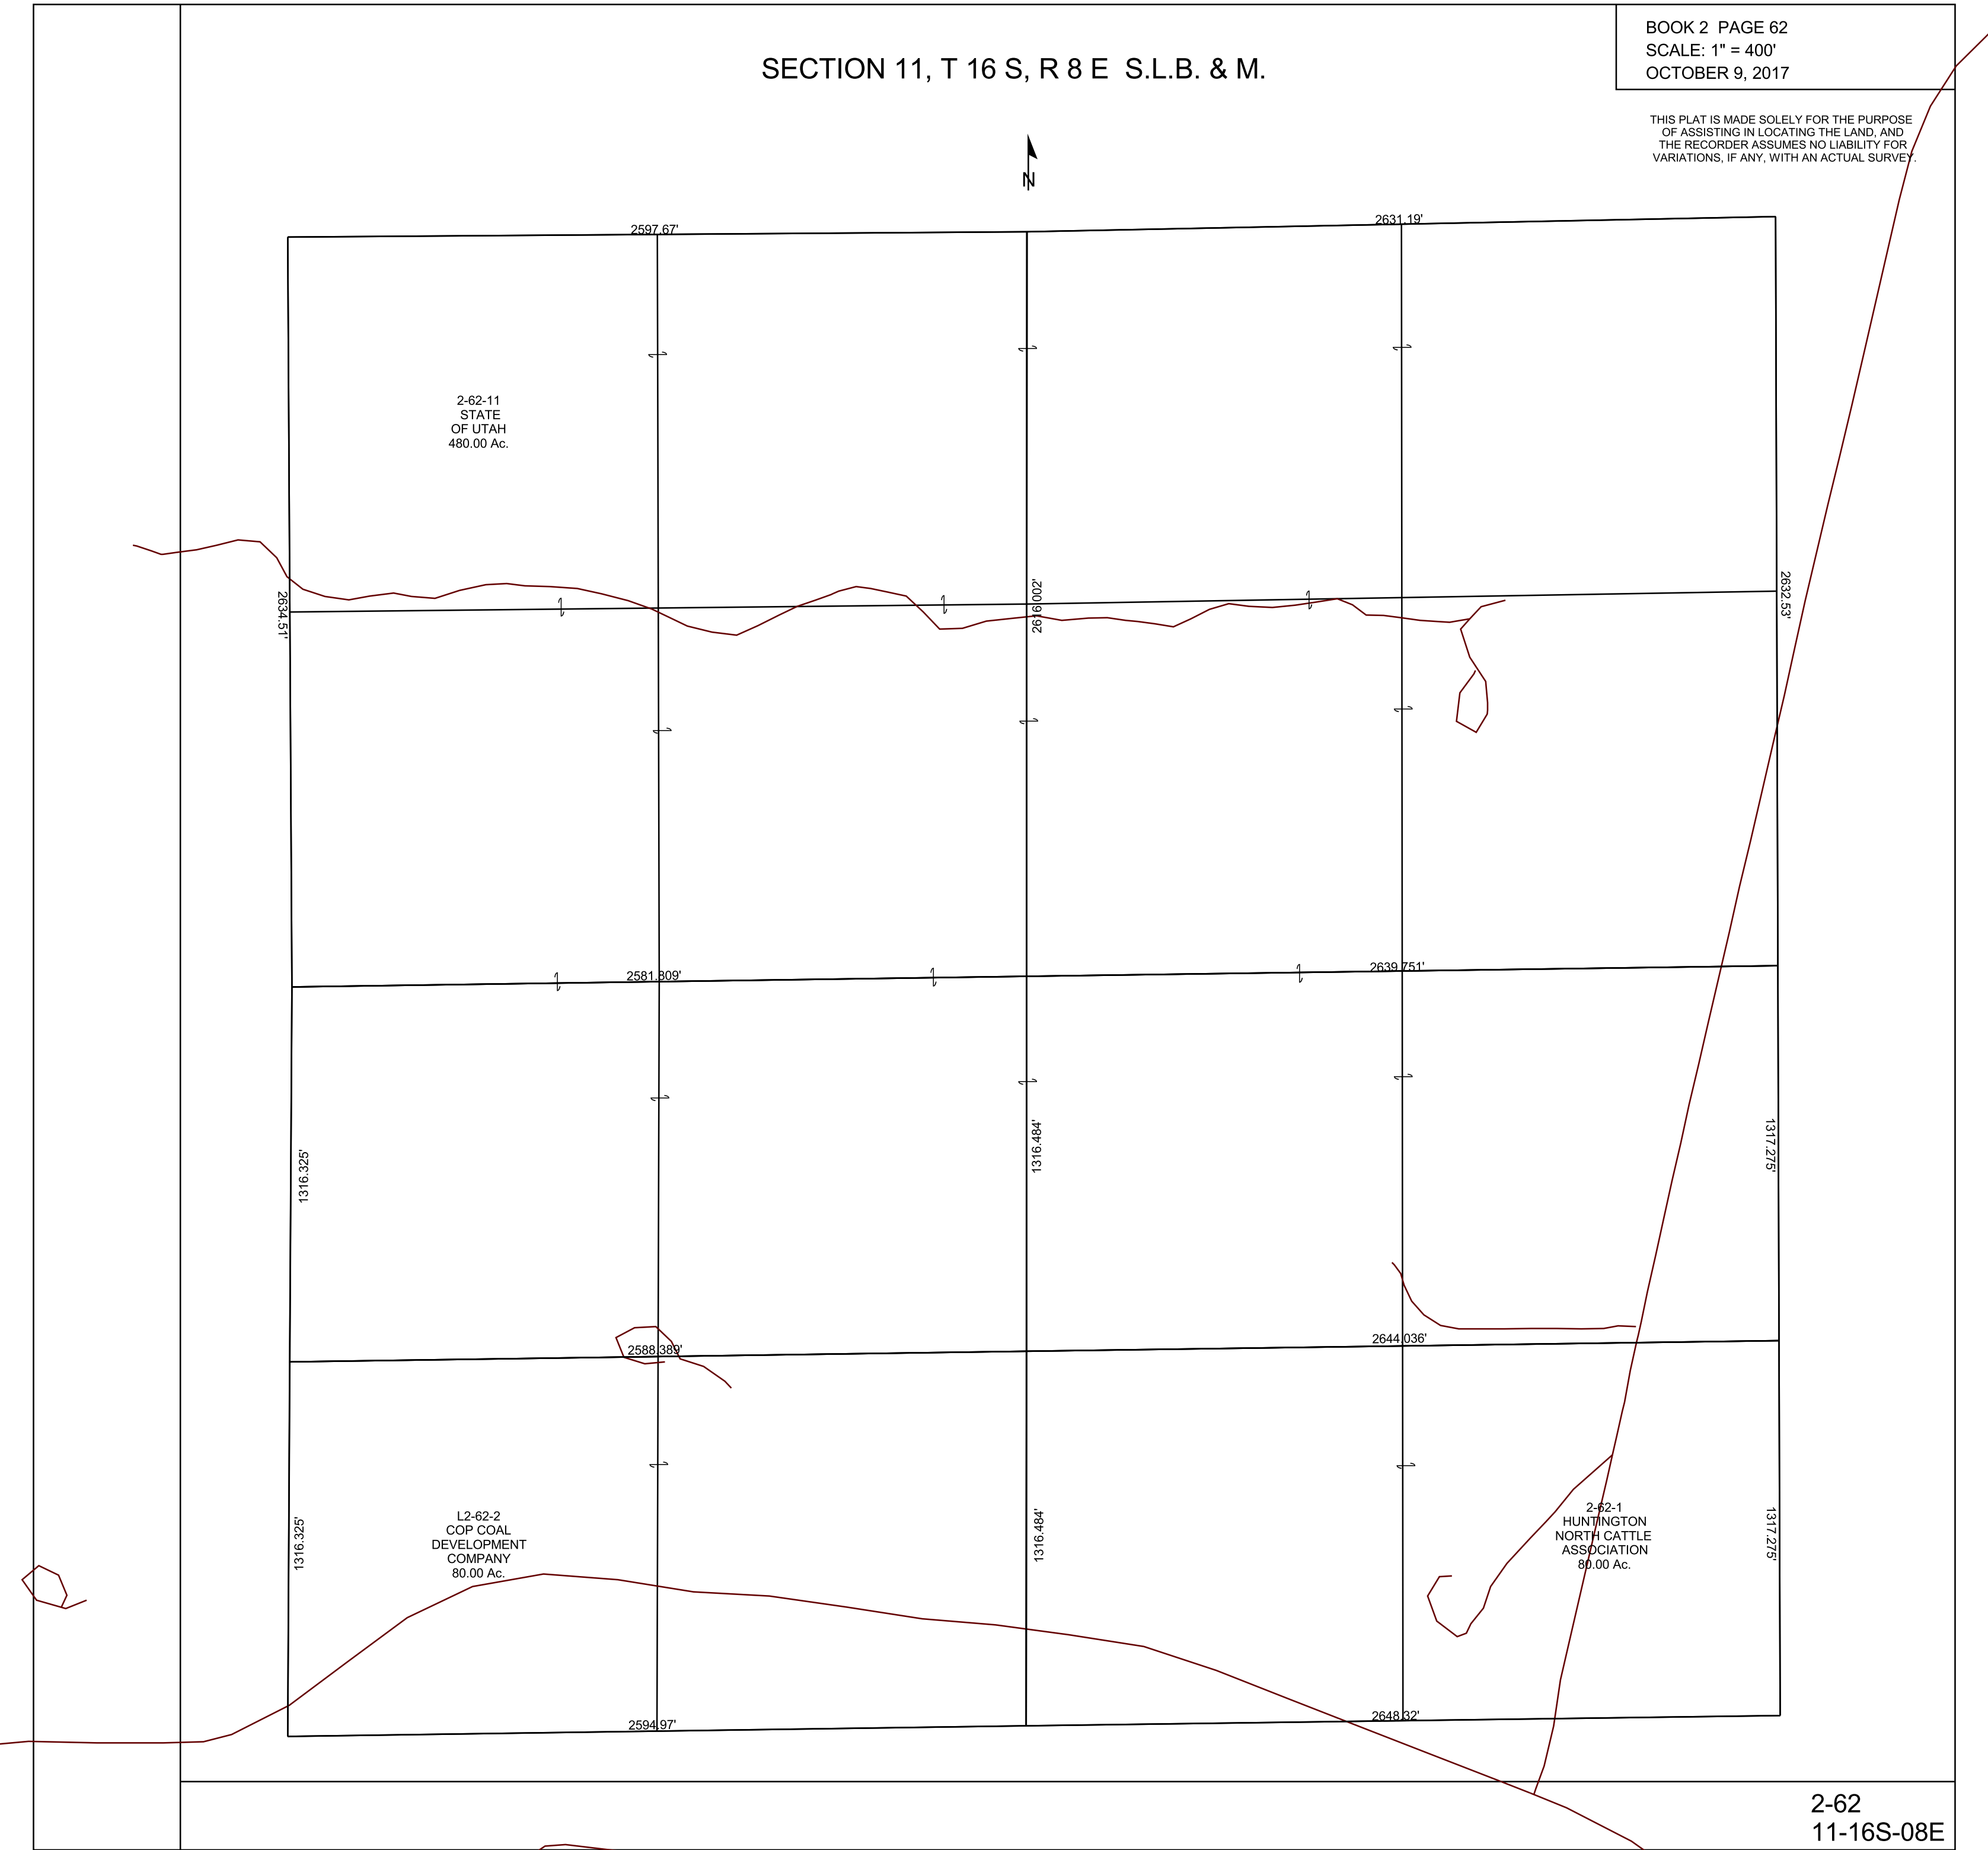 BOOK 2 PAGE 62
SCALE: 1" = 400'
OCTOBER 9, 2017
SECTION 11, T 16 S, R 8 E S.L.B. & M.
THIS PLAT IS MADE SOLELY FOR THE PURPOSE
OF ASSISTING IN LOCATING THE LAND, AND
THE RECORDER ASSUMES NO LIABILITY FOR
VARIATIONS, IF ANY, WITH AN ACTUAL SURVEY.
N
2597.67'
2631.19'
2-62-11
STATE
OF UTAH
480.00 Ac.
2634.51'
2616.002'
2632.53'
2581.809'
2639.751'
1316.325'
1316.484'
1317.275'
2588.389'
2644.036'
L2-62-2
COP COAL
DEVELOPMENT
COMPANY
80.00 Ac.
1316.325'
1316.484'
2-62-1
HUNTINGTON
NORTH CATTLE
ASSOCIATION
80.00 Ac.
1317.275'
2594.97'
2648.32'
2-62
11-16S-08E